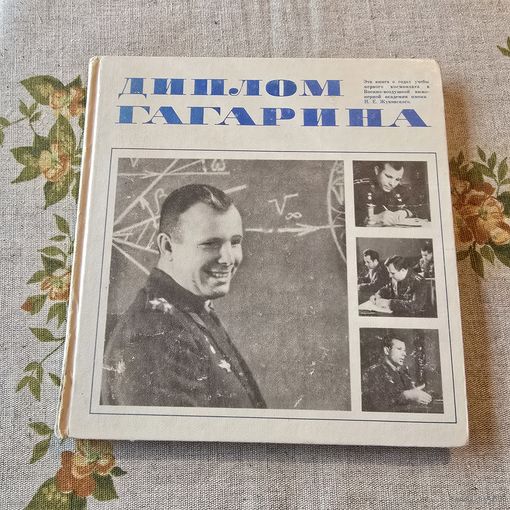 ДИПЛОМ
ГАГАРИНА
Эта книга о годах учебы
первого космонавта в
Военно-воздушной инже-
нерной академии имени
Н. Е. Жуковского.
V∞